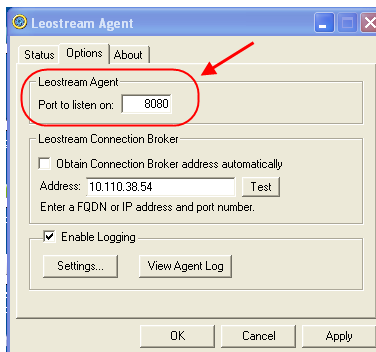 Leostream Agent
Status Options About
Leostream Agent
Port to listen on: 8080
Leostream Connection Broker
Obtain Connection Broker address automatically
Address: 10.110.38.54 Test
Enter a FQDN or IP address and port number.
Enable Logging
Settings... View Agent Log
OK Cancel Apply